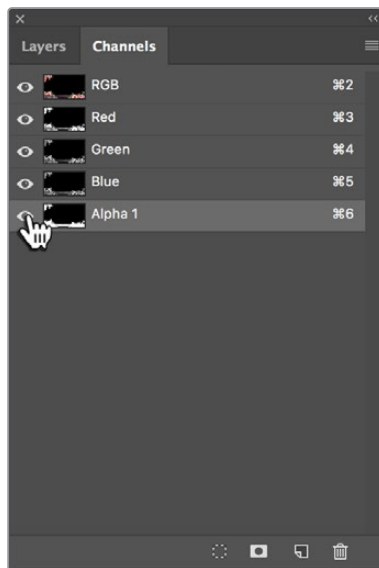 Layers Channels
RGB ⌘2
Red ⌘3
Green ⌘4
Blue ⌘5
Alpha 1 ⌘6